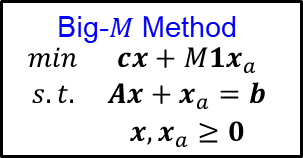 Big-M Method
min cx + M1xₐ
s.t. Ax + xₐ = b
x, xₐ ≥ 0